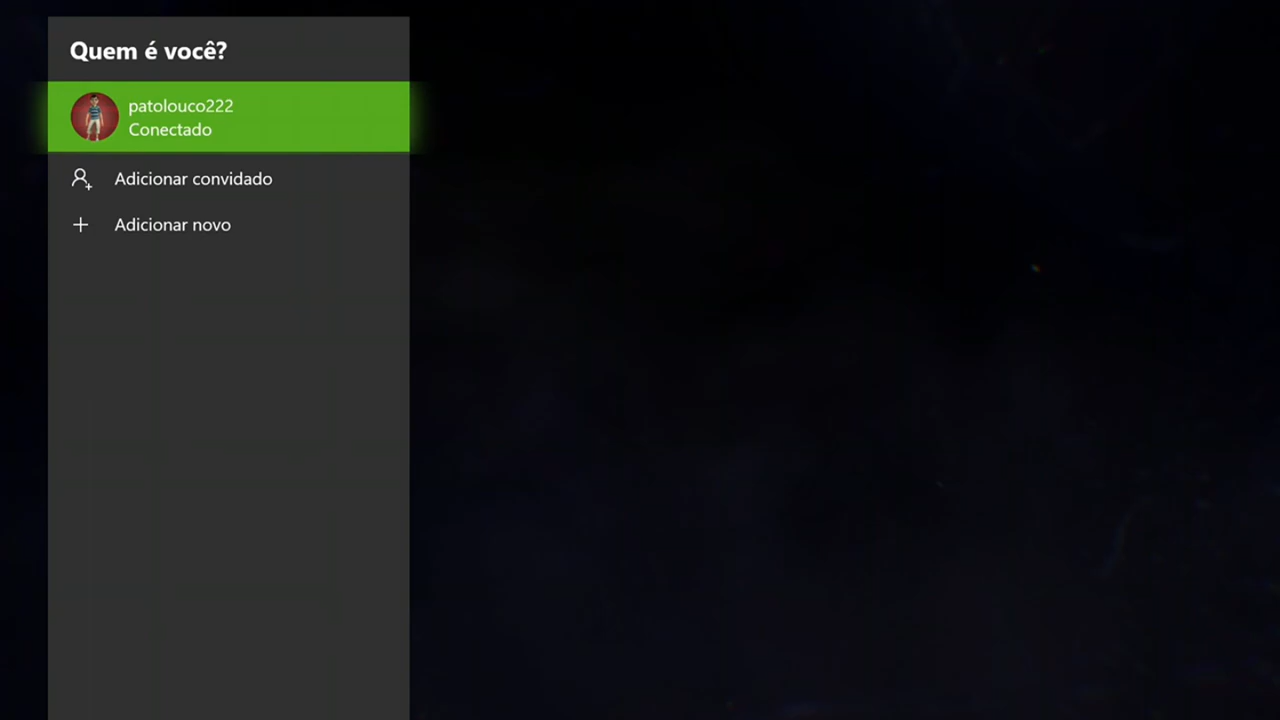 Quem é você?
patolouco222
Conectado
Adicionar convidado
Adicionar novo